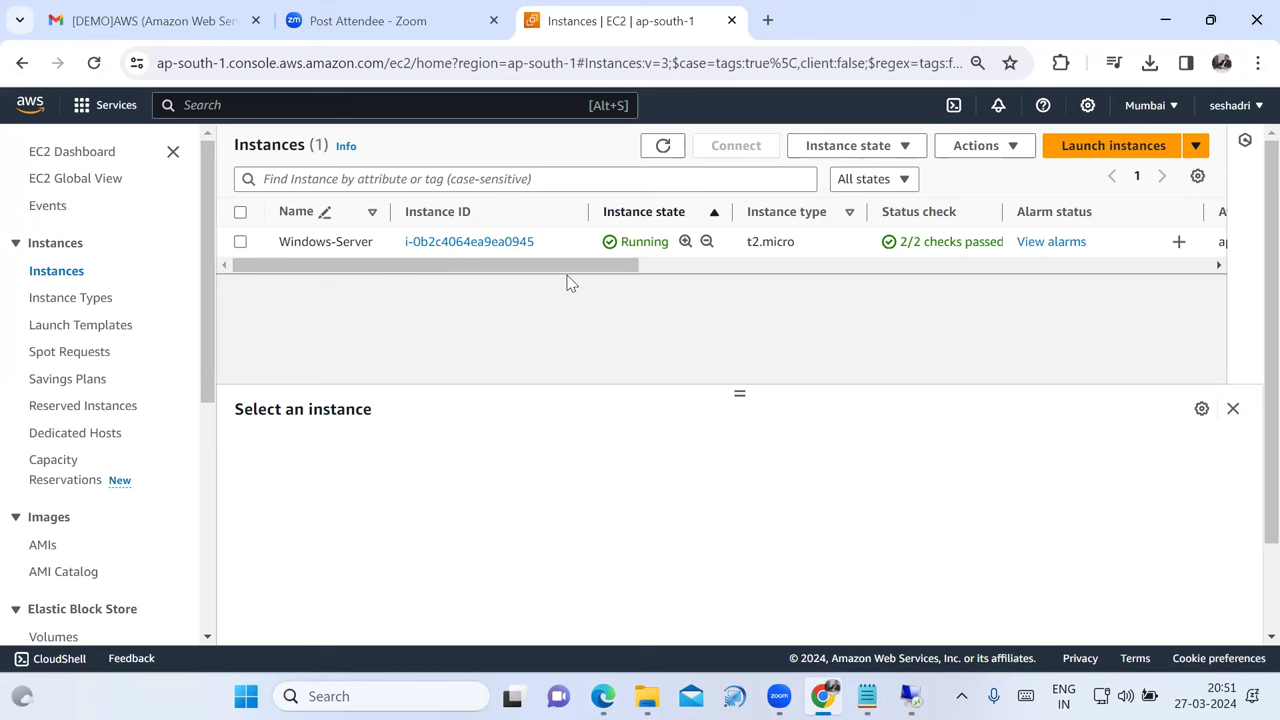 [DEMO]AWS (Amazon Web Ser
Post Attendee - Zoom
Instances | EC2 | ap-south-1
ap-south-1.console.aws.amazon.com/ec2/home?region=ap-south-1#Instances:v=3;$case=tags:true%5C,client:false;$regex=tags:f...
aws
Services
Search
[Alt+S]
Mumbai
seshadri
EC2 Dashboard
EC2 Global View
Events
Instances
Instances
Instance Types
Launch Templates
Spot Requests
Savings Plans
Reserved Instances
Dedicated Hosts
Capacity
Reservations New
Images
AMIs
AMI Catalog
Elastic Block Store
Volumes
Instances (1) Info
Connect
Instance state
Actions
Launch instances
Find Instance by attribute or tag (case-sensitive)
All states
1
Name Instance ID Instance state Instance type Status check Alarm status
Windows-Server i-0b2c4064ea9ea0945 Running t2.micro 2/2 checks passed View alarms
Select an instance
CloudShell Feedback
© 2024, Amazon Web Services, Inc. or its affiliates. Privacy Terms Cookie preferences
Search
ENG
IN
20:51
27-03-2024